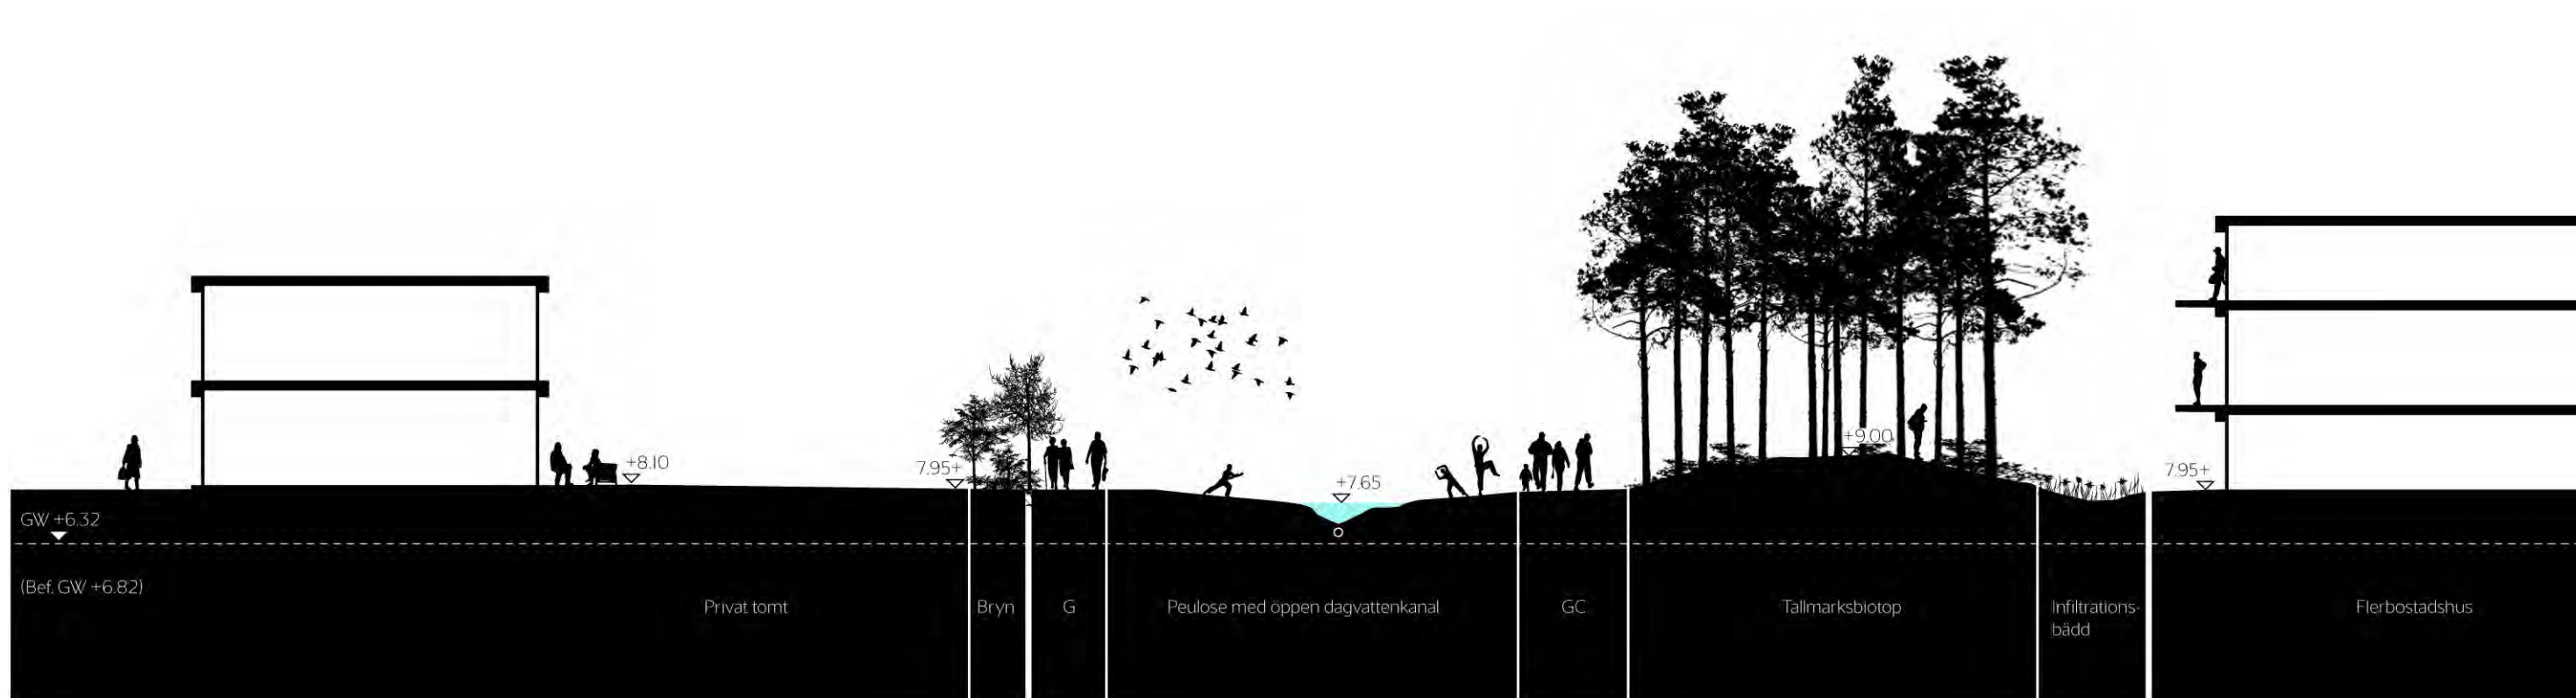 +9.00
+8.10
7.95+
+7.65
7.95+
GW +6.32
(Bef. GW +6.82)
Privat tomt
Bryn
G
Peulose med öppen dagvattenkanal
GC
Tallmarksbiotop
Infiltrations-
bädd
Flerbostadshus